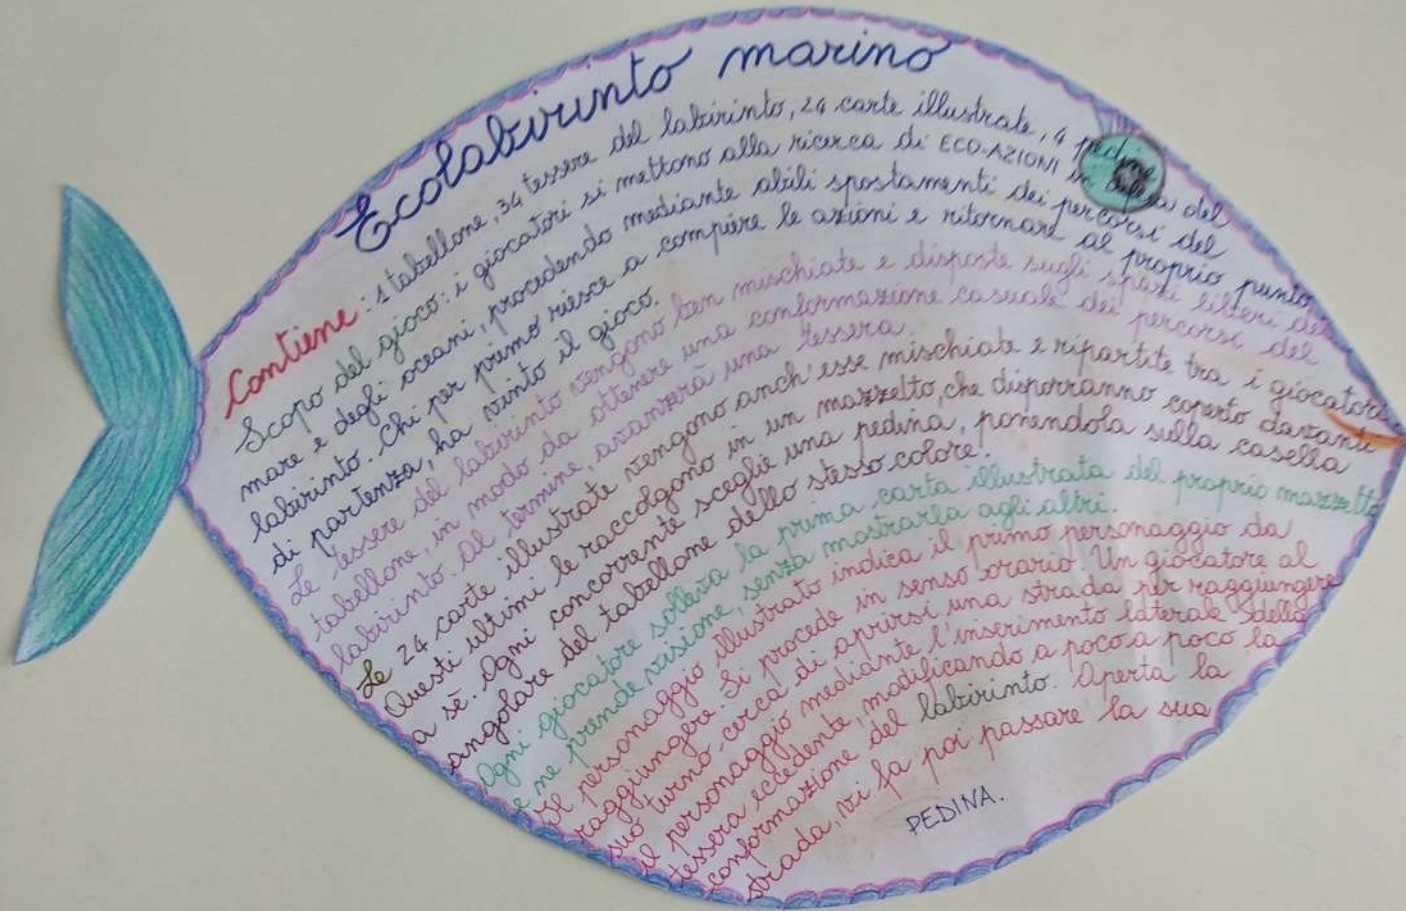 Ecolabirinto marino
Contiene: 1 tabellone, 34 tessere del labirinto, 24 carte illustrate, 4 pedine
Scopo del gioco: i giocatori si mettono alla ricerca di ECO-AZIONI in difesa del
mare e degli oceani, procedendo mediante abili spostamenti dei percorsi del
labirinto. Chi per primo riesce a compiere le azioni e ritornare al proprio punto
di partenza, ha vinto il gioco.
Le tessere del labirinto vengono ben mischiate e disposte sugli spazi liberi del
tabellone, in modo da ottenere una conformazione casuale dei percorsi del
labirinto. Al termine, avanzerà una tessera.
Le 24 carte illustrate vengono anch'esse mischiate e ripartite tra i giocatori.
Questi ultimi le raccolgono in un mazzetto, che disporranno coperto davanti
a sé. Ogni concorrente sceglie una pedina, ponendola sulla casella
angolare del tabellone dello stesso colore.
Ogni giocatore solleva la prima carta illustrata del proprio mazzetto
e ne prende visione, senza mostrarla agli altri.
Il personaggio illustrato indica il primo personaggio da
raggiungere. Si procede in senso orario. Un giocatore al
suo turno cerca di aprirsi una strada per raggiungere
il personaggio mediante l'inserimento laterale della
tessera eccedente, modificando a poco a poco la
conformazione del labirinto. Aperta la
strada, vi fa poi passare la sua
PEDINA.